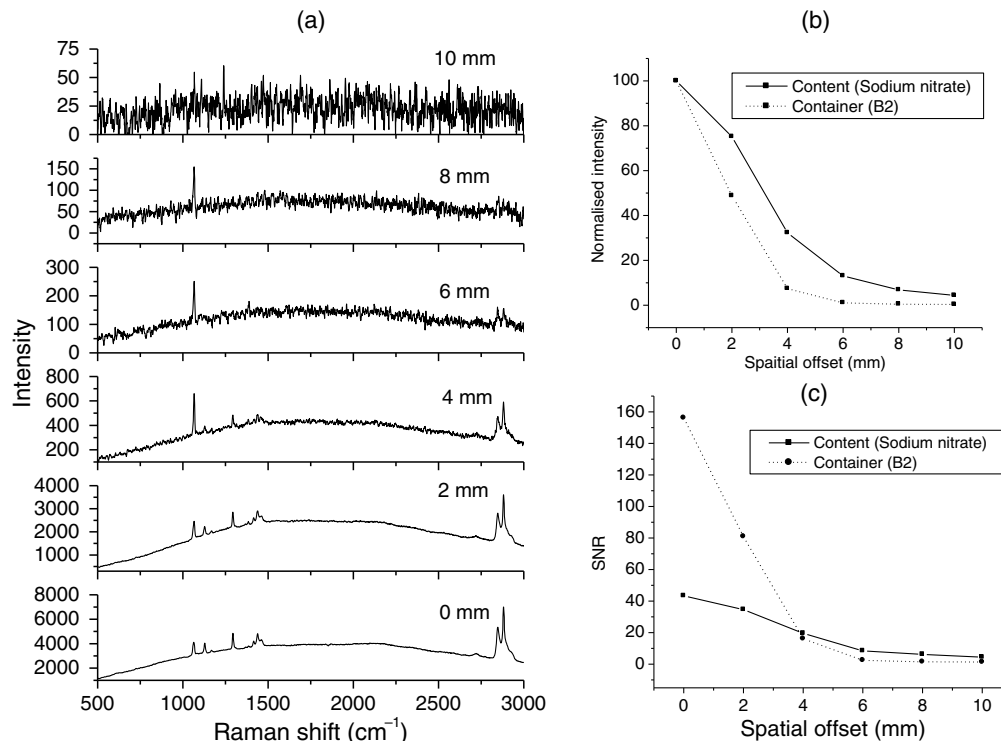 (a)
10 mm
75
50
25
0
8 mm
150
100
50
0
6 mm
300
200
100
0
4 mm
800
600
400
200
2 mm
4000
3000
2000
1000
0 mm
8000
6000
4000
2000
500 1000 1500 2000 2500 3000
Raman shift (cm⁻¹)
Intensity
(b)
Content (Sodium nitrate)
Container (B2)
100
80
60
40
20
0
Normalised intensity
0 2 4 6 8 10
Spaitial offset (mm)
(c)
Content (Sodium nitrate)
Container (B2)
160
140
120
100
80
60
40
20
0
SNR
0 2 4 6 8 10
Spatial offset (mm)